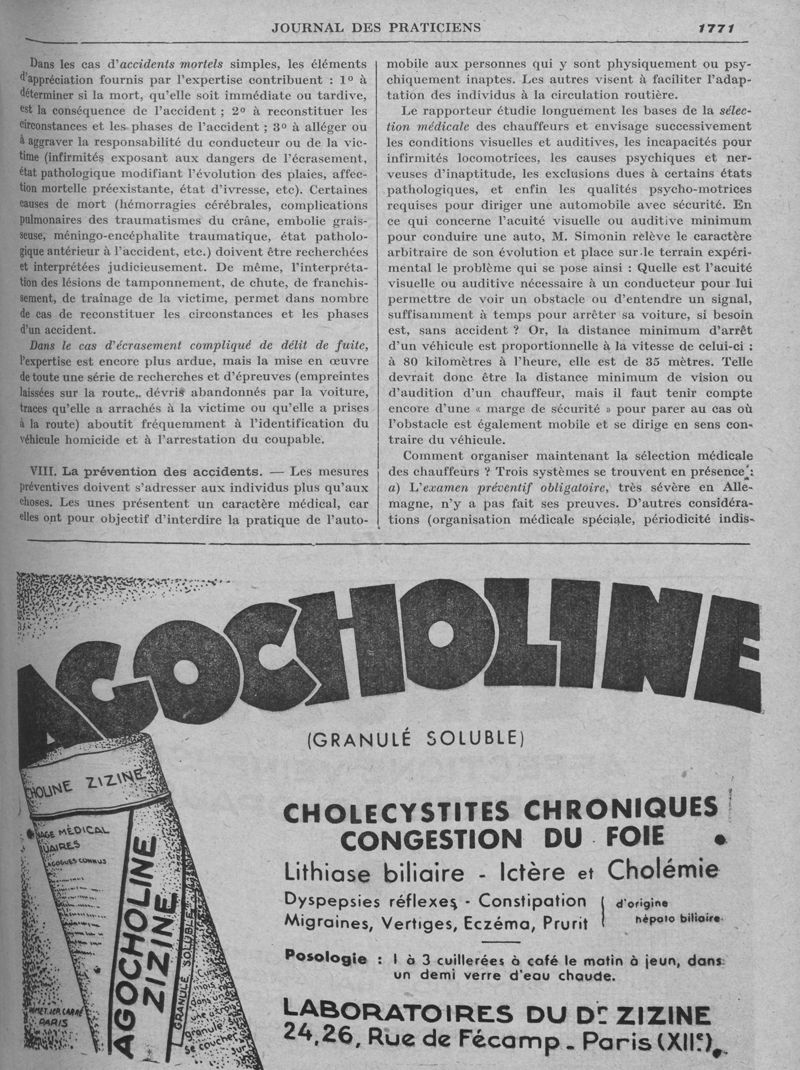 JOURNAL DES PRATICIENS 1771
Dans les cas d'accidents mortels simples, les éléments
d'appréciation fournis par l'expertise contribuent : 1º à
déterminer si la mort, qu'elle soit immédiate ou tardive,
est la conséquence de l'accident ; 2º à reconstituer les
circonstances et les phases de l'accident ; 3º à alléger ou
à aggraver la responsabilité du conducteur ou de la vic-
time (infirmités exposant aux dangers de l'écrasement,
état pathologique modifiant l'évolution des plaies, affec-
tion mortelle préexistante, état d'ivresse, etc). Certaines
causes de mort (hémorragies cérébrales, complications
pulmonaires des traumatismes du crâne, embolie grais-
seuse, méningo-encéphalite traumatique, état patholo-
gique antérieur à l'accident, etc.) doivent être recherchées
et interprétées judicieusement. De même, l'interpréta-
tion des lésions de tamponnement, de chute, de franchis-
sement, de traînage de la victime, permet dans nombre
de cas de reconstituer les circonstances et les phases
d'un accident.
Dans le cas d'écrasement compliqué de délit de fuite,
l'expertise est encore plus ardue, mais la mise en œuvre
de toute une série de recherches et d'épreuves (empreintes
laissées sur la route,. dévris abandonnés par la voiture,
traces qu'elle a arrachés à la victime ou qu'elle a prises
à la route) aboutit fréquemment à l'identification du
véhicule homicide et à l'arrestation du coupable.
VIII. La prévention des accidents. — Les mesures
préventives doivent s'adresser aux individus plus qu'aux
choses. Les unes présentent un caractère médical, car
elles ont pour objectif d'interdire la pratique de l'auto-
mobile aux personnes qui y sont physiquement ou psy-
chiquement inaptes. Les autres visent à faciliter l'adap-
tation des individus à la circulation routière.
Le rapporteur étudie longuement les bases de la sélec-
tion médicale des chauffeurs et envisage successivement
les conditions visuelles et auditives, les incapacités pour
infirmités locomotrices, les causes psychiques et ner-
veuses d'inaptitude, les exclusions dues à certains états
pathologiques, et enfin les qualités psycho-motrices
requises pour diriger une automobile avec sécurité. En
ce qui concerne l'acuité visuelle ou auditive minimum
pour conduire une auto, M. Simonin relève le caractère
arbitraire de son évolution et place sur le terrain expéri-
mental le problème qui se pose ainsi : Quelle est l'acuité
visuelle ou auditive nécessaire à un conducteur pour lui
permettre de voir un obstacle ou d'entendre un signal,
suffisamment à temps pour arrêter sa voiture, si besoin
est, sans accident ? Or, la distance minimum d'arrêt
d'un véhicule est proportionnelle à la vitesse de celui-ci :
à 80 kilomètres à l'heure, elle est de 35 mètres. Telle
devrait donc être la distance minimum de vision ou
d'audition d'un chauffeur, mais il faut tenir compte
encore d'une « marge de sécurité » pour parer au cas où
l'obstacle est également mobile et se dirige en sens con-
traire du véhicule.
Comment organiser maintenant la sélection médicale
des chauffeurs ? Trois systèmes se trouvent en présence :
a) L'examen préventif obligatoire, très sévère en Alle-
magne, n'y a pas fait ses preuves. D'autres considéra-
tions (organisation médicale spéciale, périodicité indis-
AGOCHOLINE
(GRANULÉ SOLUBLE)
CHOLECYSTITES CHRONIQUES
CONGESTION DU FOIE
Lithiase biliaire - Ictère et Cholémie
Dyspepsies réflexes - Constipation
Migraines, Vertiges, Eczéma, Prurit
d'origine
hépato biliaire
Posologie : 1 à 3 cuillerées à café le matin à jeun, dans
un demi verre d'eau chaude.
LABORATOIRES DU Dr ZIZINE
24,26, Rue de Fécamp - Paris (XIIe)
CHOLINE ZIZINE
MÉDICAL
AGOCHOLINE
ZIZINE
GRANULÉ SOLUBLE
PARIS